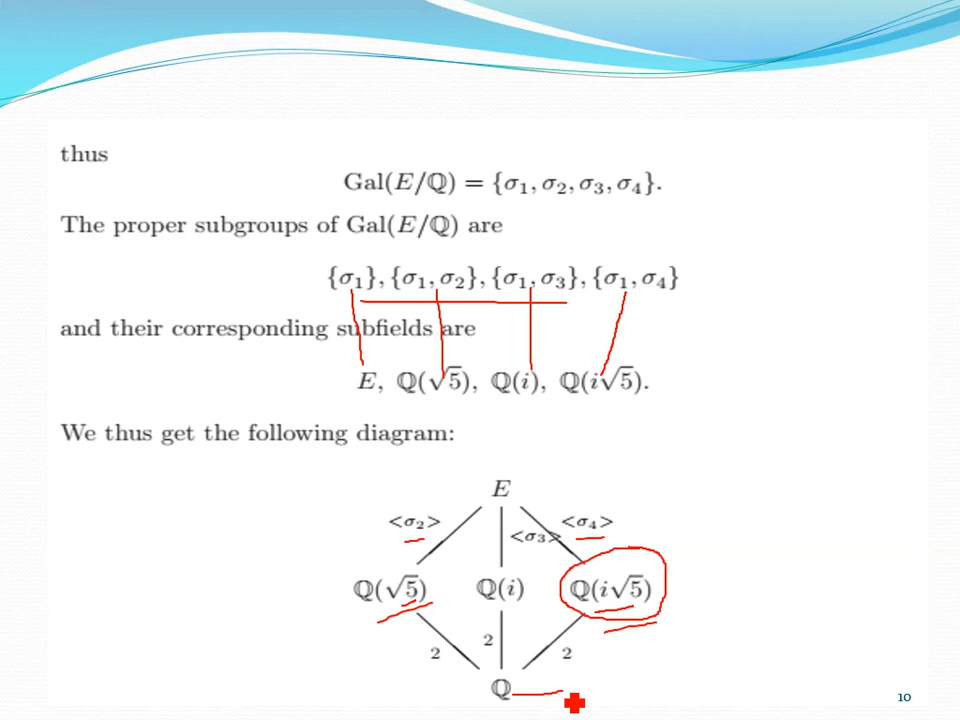 thus
Gal(E/ℚ) = {σ₁, σ₂, σ₃, σ₄}.
The proper subgroups of Gal(E/ℚ) are
{σ₁}, {σ₁, σ₂}, {σ₁, σ₃}, {σ₁, σ₄}
and their corresponding subfields are
E, ℚ(√5), ℚ(i), ℚ(i√5).
We thus get the following diagram:
E
<σ₂> <σ₃> <σ₄>
ℚ(√5) ℚ(i) ℚ(i√5)
2 2 2
ℚ
10